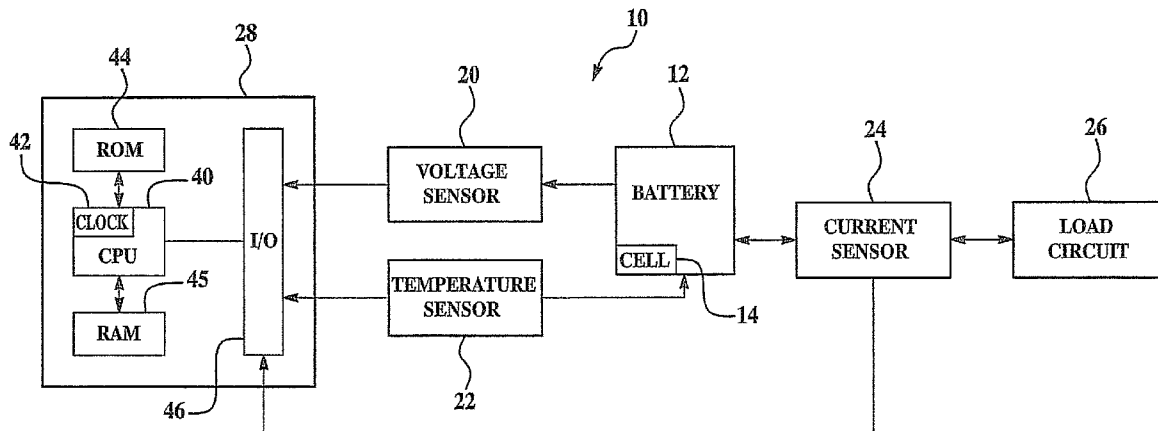 10
28
44
20
12
24
26
42
ROM
40
VOLTAGE
SENSOR
BATTERY
CLOCK
CPU
I/O
CURRENT
SENSOR
LOAD
CIRCUIT
CELL
45
TEMPERATURE
SENSOR
14
RAM
46
22